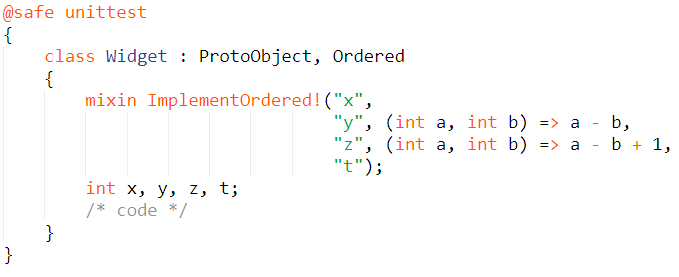 @safe unittest
{
    class Widget : ProtoObject, Ordered
    {
        mixin ImplementOrdered!("x",
                                "y", (int a, int b) => a - b,
                                "z", (int a, int b) => a - b + 1,
                                "t");
        int x, y, z, t;
        /* code */
    }
}